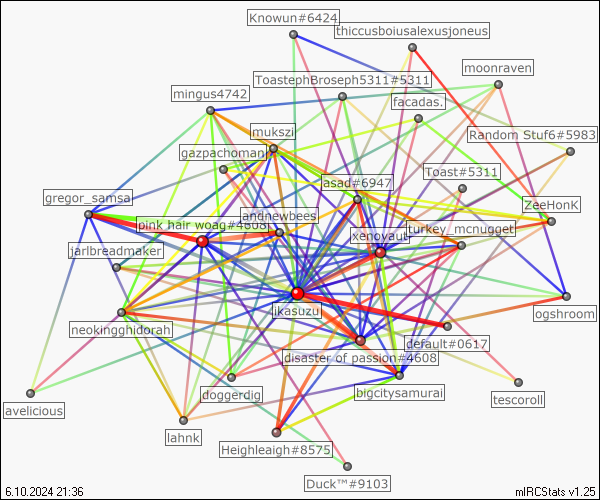 Knowun#6424
thiccusboiusalexusjoneus
moonraven
ToastephBroseph5311#5311
mingus4742
facadas.
mukszi
Random Stuf6#5983
gazpachoman
Toast#5311
asad#6947
gregor_samsa
ZeeHonk
andnewbees
pink hair woag#4608
turkey_mcnugget
xenovaut
jarlbreadmaker
ikasuzu
ogshroom
neokingghidorah
default#0617
disaster of passion#4608
doggerdig
bigcitysamurai
tescoroll
avelicious
lahnk
Heighleaigh#8575
Duck™#9103
6.10.2024 21:36
mIRCStats v1.25